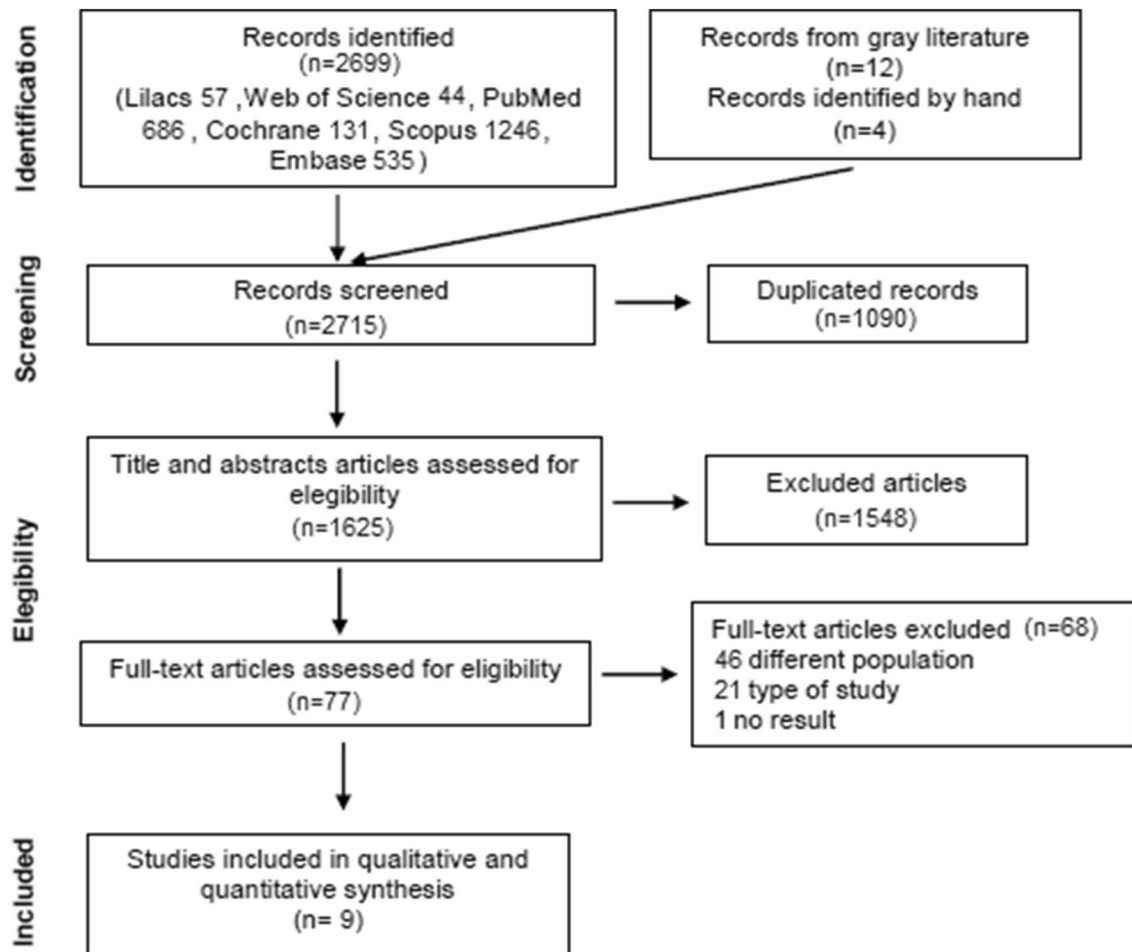 Identification
Records identified
(n=2699)
(Lilacs 57 ,Web of Science 44, PubMed
686 , Cochrane 131, Scopus 1246,
Embase 535 )
Records from gray literature
(n=12)
Records identified by hand
(n=4)
Screening
Records screened
(n=2715)
Duplicated records
(n=1090)
Elegibility
Title and abstracts articles assessed for
elegibility
(n=1625)
Excluded articles
(n=1548)
Full-text articles assessed for eligibility
(n=77)
Full-text articles excluded (n=68)
46 different population
21 type of study
1 no result
Included
Studies included in qualitative and
quantitative synthesis
(n= 9)